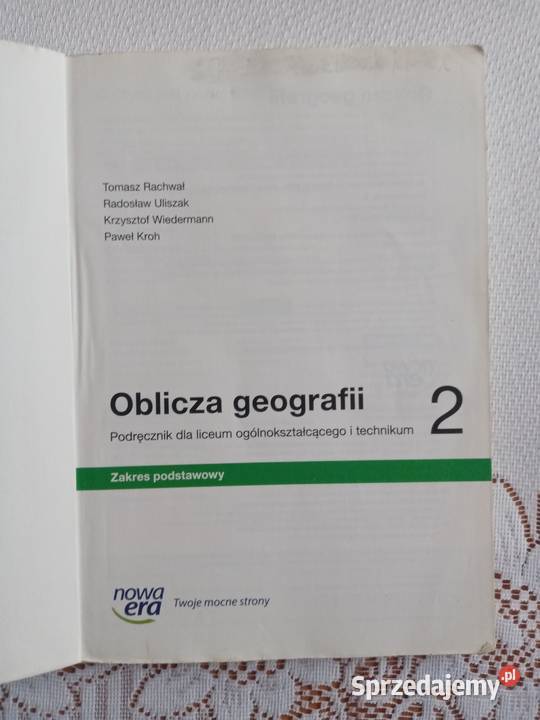 Tomasz Rachwał
Radosław Uliszak
Krzysztof Wiedermann
Paweł Kroh
Oblicza geografii 2
Podręcznik dla liceum ogólnokształcącego i technikum
Zakres podstawowy
nowa
era
Twoje mocne strony
Sprzedajemy.pl